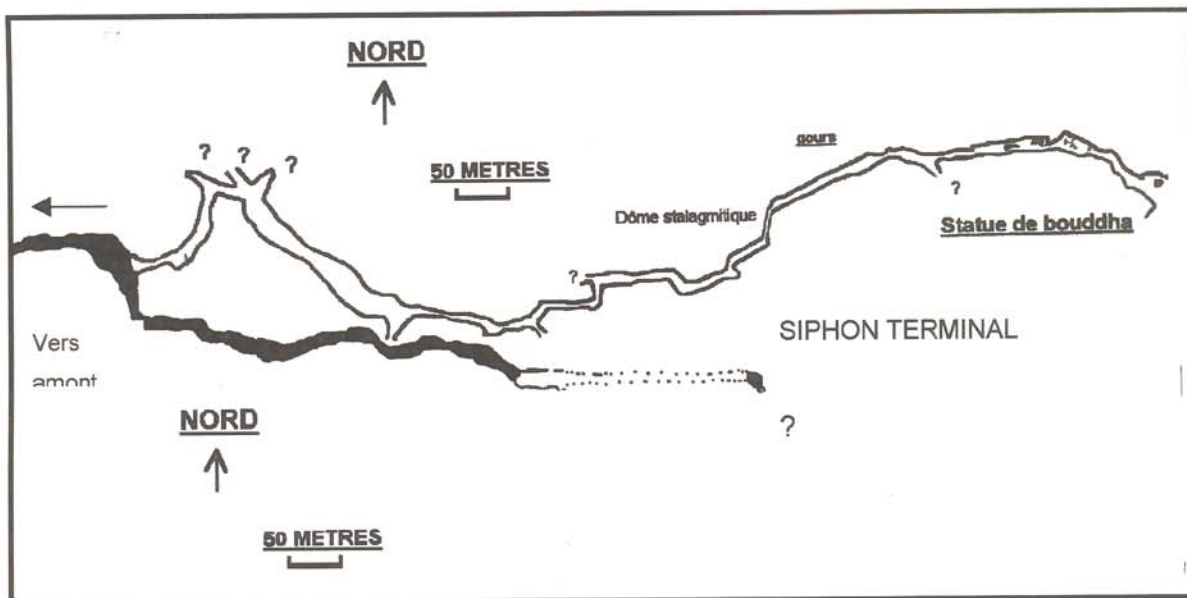 NORD
? ? ?
50 METRES
gours
?
Dôme stalagmitique
Statue de bouddha
?
SIPHON TERMINAL
Vers
amont
?
NORD
50 METRES